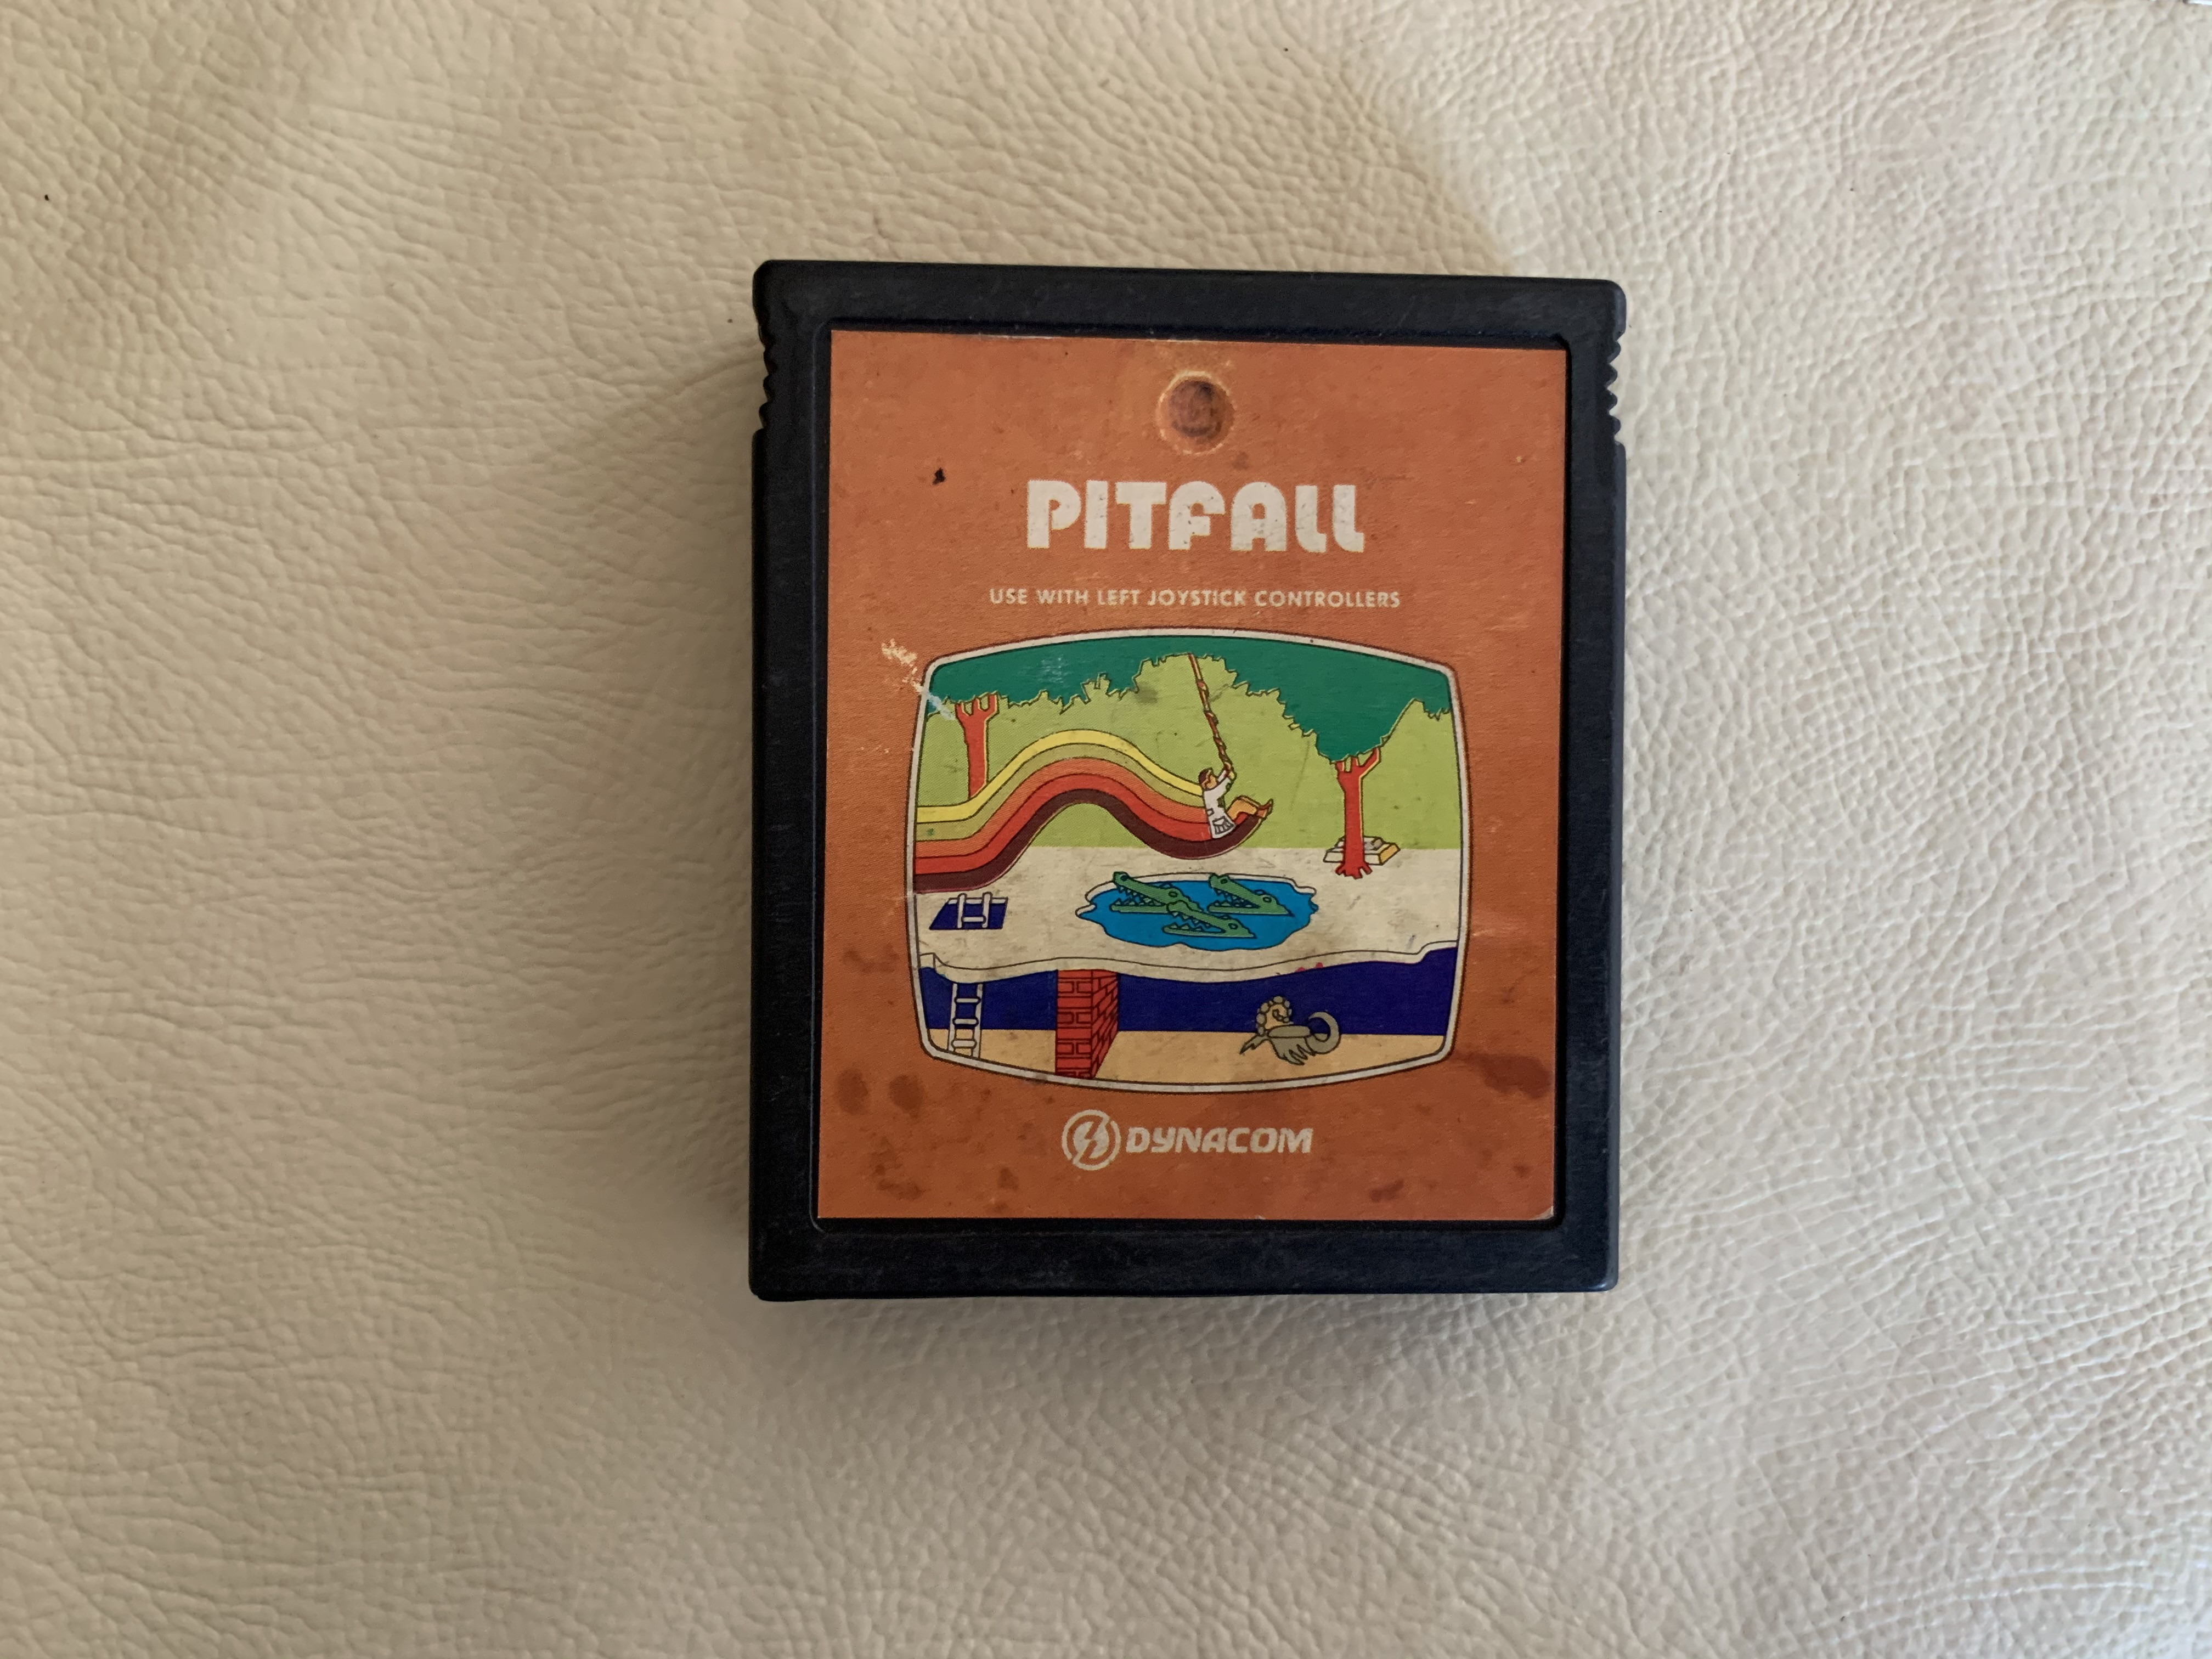 PITFALL
USE WITH LEFT JOYSTICK CONTROLLERS
DYNACOM